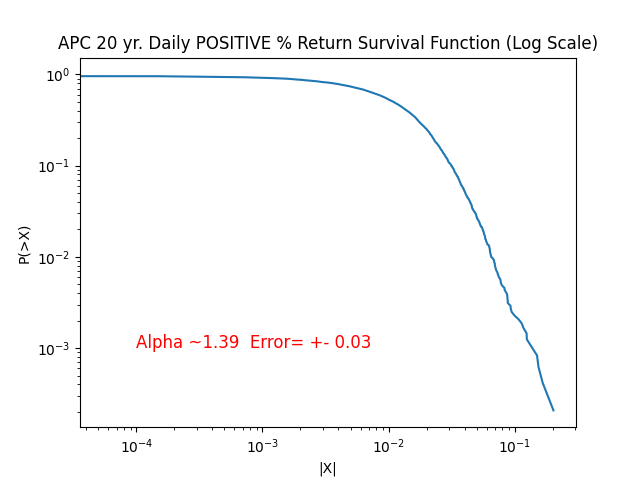 APC 20 yr. Daily POSITIVE % Return Survival Function (Log Scale)
10⁰
10⁻¹
10⁻²
10⁻³
P(>X)
Alpha ~1.39  Error= +- 0.03
10⁻⁴
10⁻³
10⁻²
10⁻¹
|X|